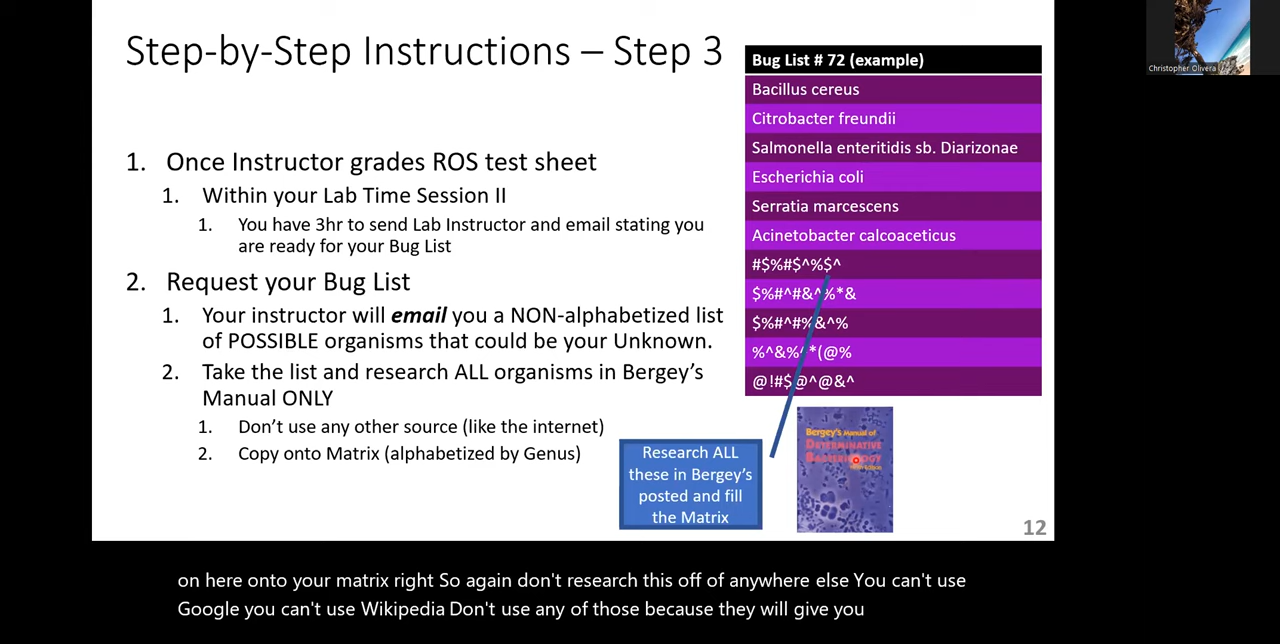 Step-by-Step Instructions – Step 3
1. Once Instructor grades ROS test sheet
1. Within your Lab Time Session II
1. You have 3hr to send Lab Instructor and email stating you
are ready for your Bug List
2. Request your Bug List
1. Your instructor will email you a NON-alphabetized list
of POSSIBLE organisms that could be your Unknown.
2. Take the list and research ALL organisms in Bergey's
Manual ONLY
1. Don't use any other source (like the internet)
2. Copy onto Matrix (alphabetized by Genus)
Bug List # 72 (example)
Bacillus cereus
Citrobacter freundii
Salmonella enteritidis sb. Diarizonae
Escherichia coli
Serratia marcescens
Acinetobacter calcoaceticus
#$%#$^%$^
$%#^#&^%*&
$%#^#%&^%
%^&%^*(@%
@!#$@^@&^
Research ALL
these in Bergey's
posted and fill
the Matrix
Bergey's Manual of
Determinative
Bacteriology
12
Christopher Olivera
on here onto your matrix right So again don't research this off of anywhere else You can't use
Google you can't use Wikipedia Don't use any of those because they will give you